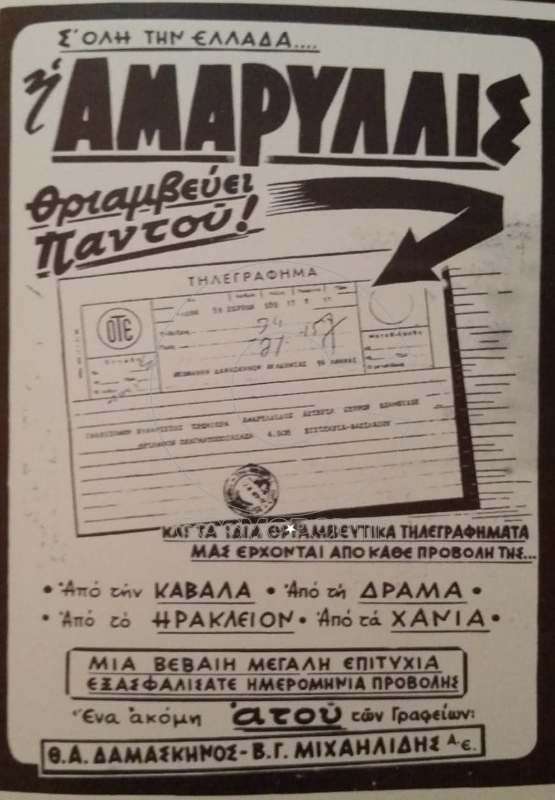 Σ' ΟΛΗ ΤΗΝ ΕΛΛΑΔΑ....
ἡ ΑΜΑΡΥΛΛΙΣ
Θριαμβεύει
Παντοῦ!
ΤΗΛΕΓΡΑΦΗΜΑ
ΟΤΕ
ΚΑΙ ΤΑ ΙΔΙΑ ΘΡΙΑΜΒΕΥΤΙΚΑ ΤΗΛΕΓΡΑΦΗΜΑΤΑ
ΜΑΣ ΕΡΧΟΝΤΑΙ ΑΠΟ ΚΑΘΕ ΠΡΟΒΟΛΗ ΤΗΣ...
• Ἀπό τήν ΚΑΒΑΛΑ • Ἀπό τή ΔΡΑΜΑ •
• Ἀπό τό ΗΡΑΚΛΕΙΟΝ • Ἀπό τά ΧΑΝΙΑ •
ΜΙΑ ΒΕΒΑΙΗ ΜΕΓΑΛΗ ΕΠΙΤΥΧΙΑ
ΕΞΑΣΦΑΛΙΣΑΤΕ ΗΜΕΡΟΜΗΝΙΑ ΠΡΟΒΟΛΗΣ
Ἕνα ἀκόμη ἀτού τῶν Γραφείων:
Θ.Α. ΔΑΜΑΣΚΗΝΟΣ - Β.Γ. ΜΙΧΑΗΛΙΔΗΣ Α.Ε.